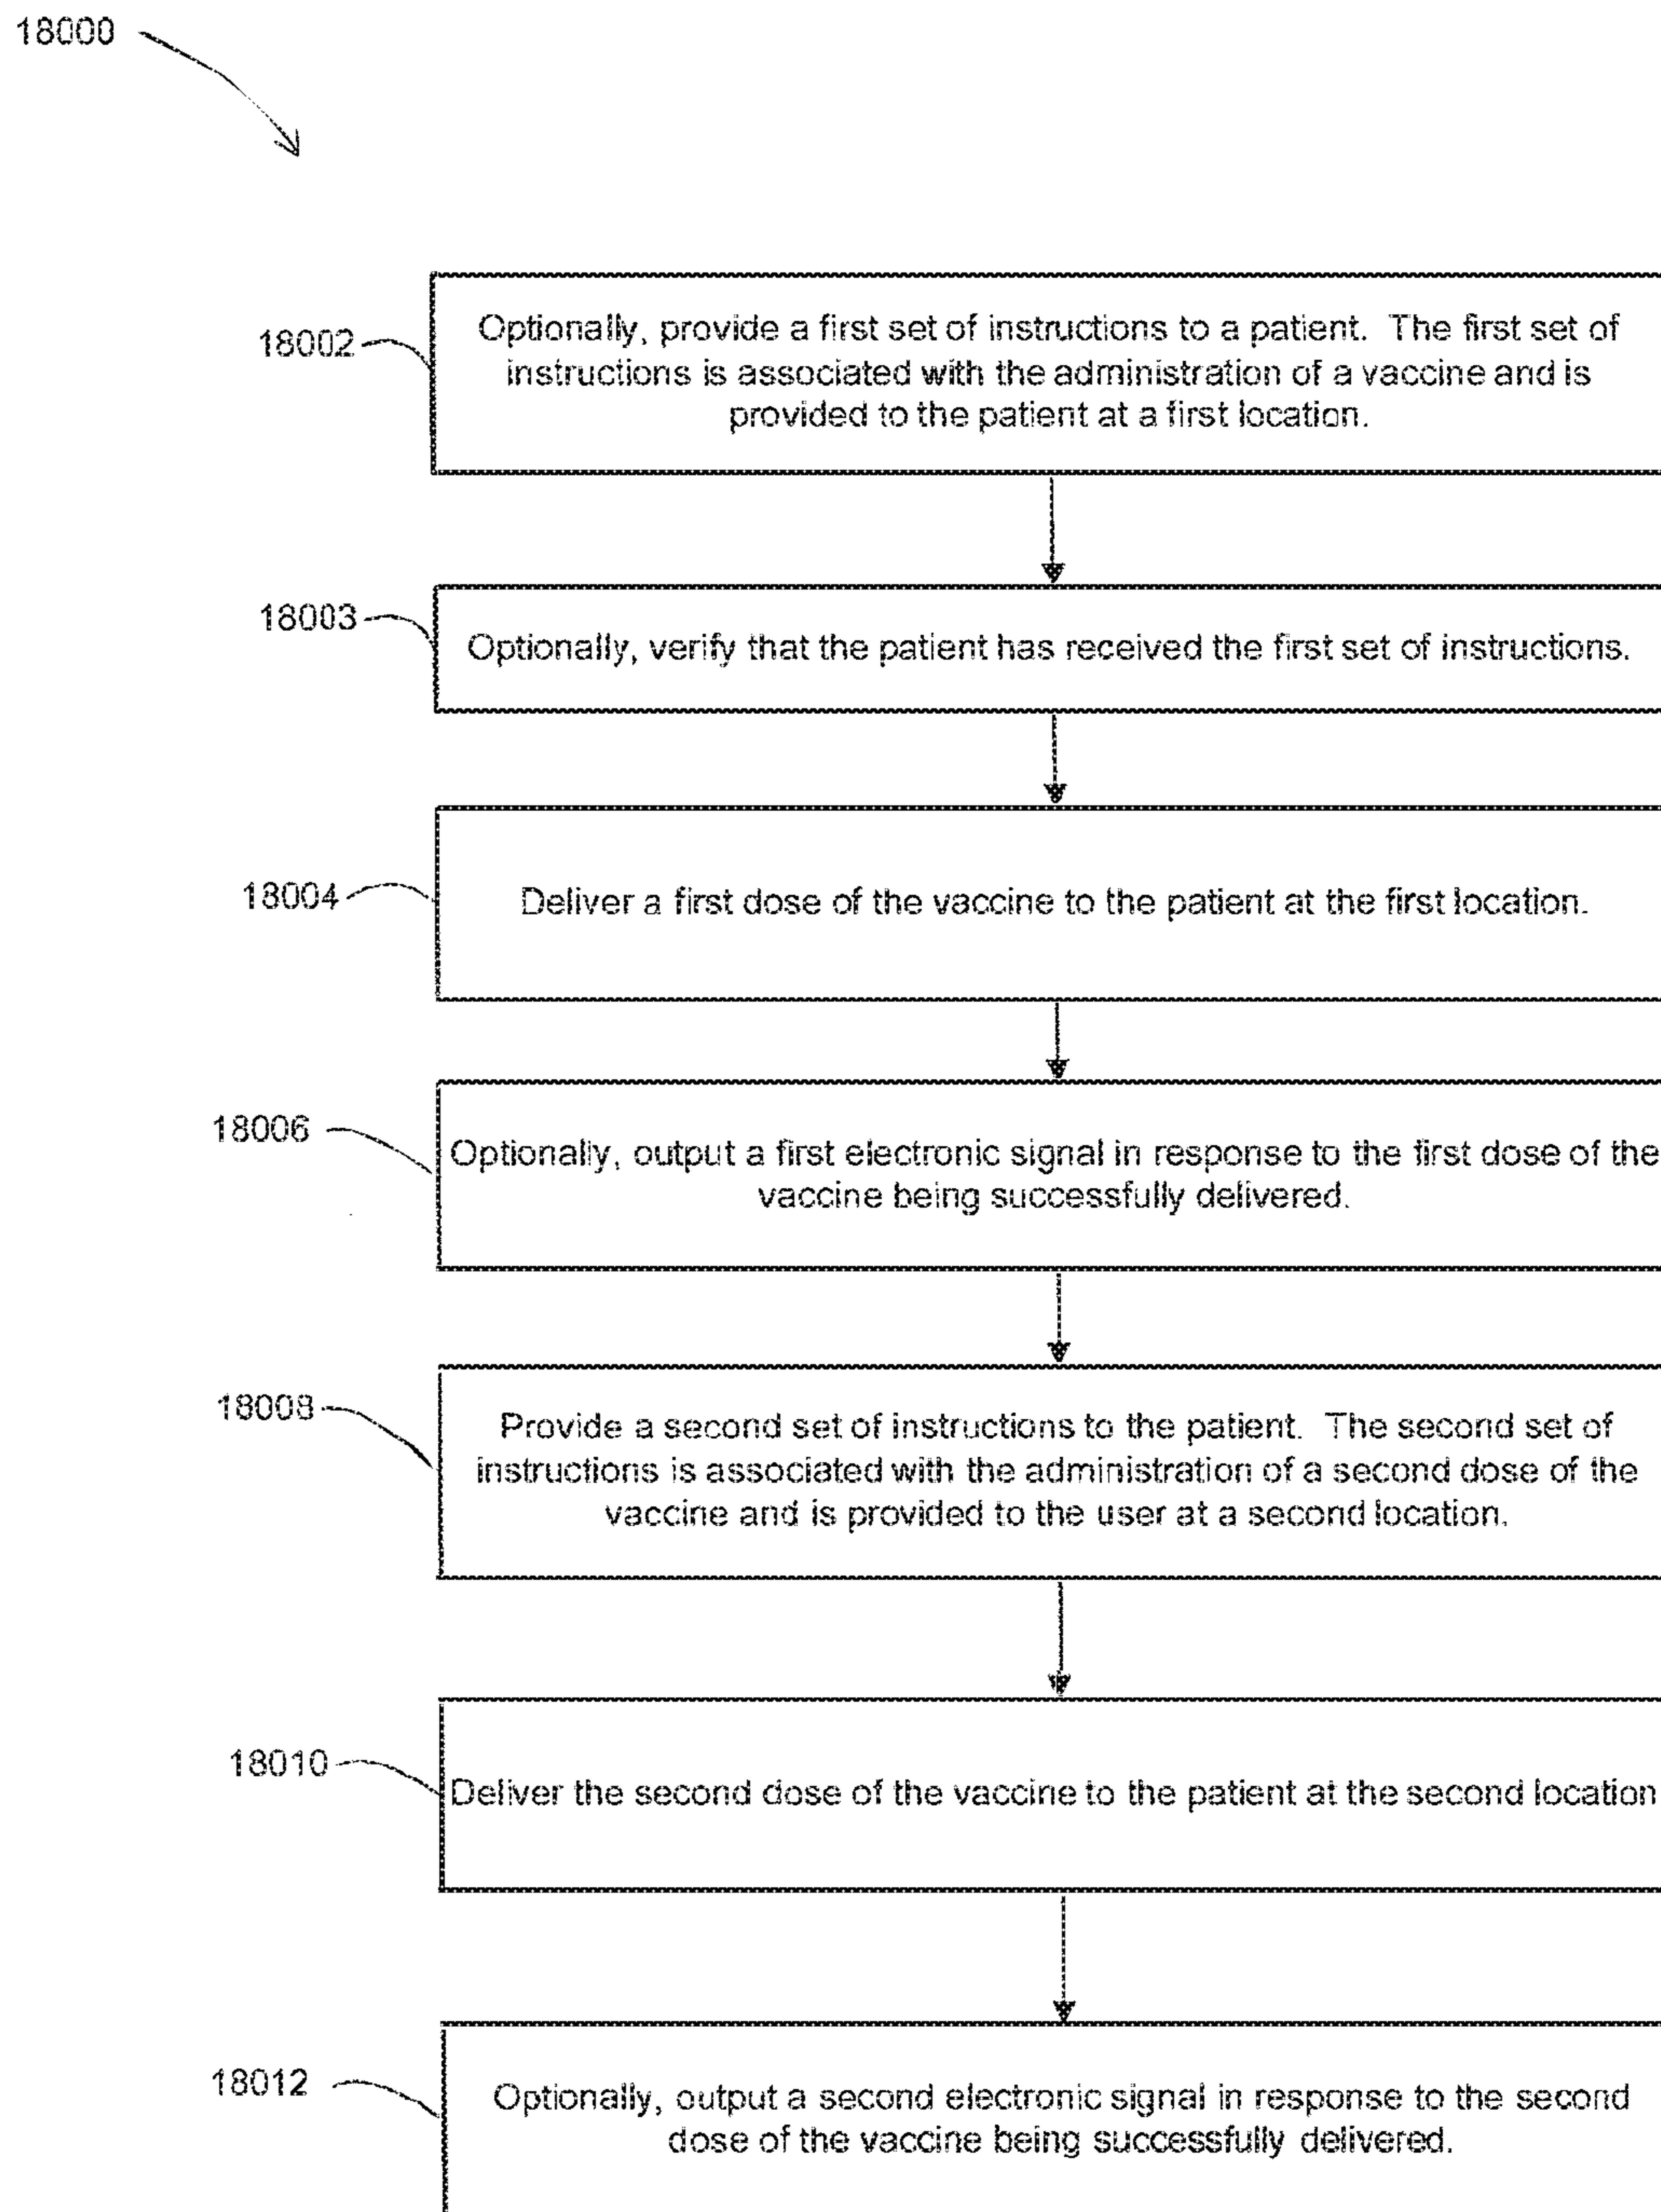 18000
18002
Optionally, provide a first set of instructions to a patient. The first set of
instructions is associated with the administration of a vaccine and is
provided to the patient at a first location.
18003
Optionally, verify that the patient has received the first set of instructions.
18004
Deliver a first dose of the vaccine to the patient at the first location.
18006
Optionally, output a first electronic signal in response to the first dose of the
vaccine being successfully delivered.
18008
Provide a second set of instructions to the patient. The second set of
instructions is associated with the administration of a second dose of the
vaccine and is provided to the user at a second location.
18010
Deliver the second dose of the vaccine to the patient at the second location
18012
Optionally, output a second electronic signal in response to the second
dose of the vaccine being successfully delivered.